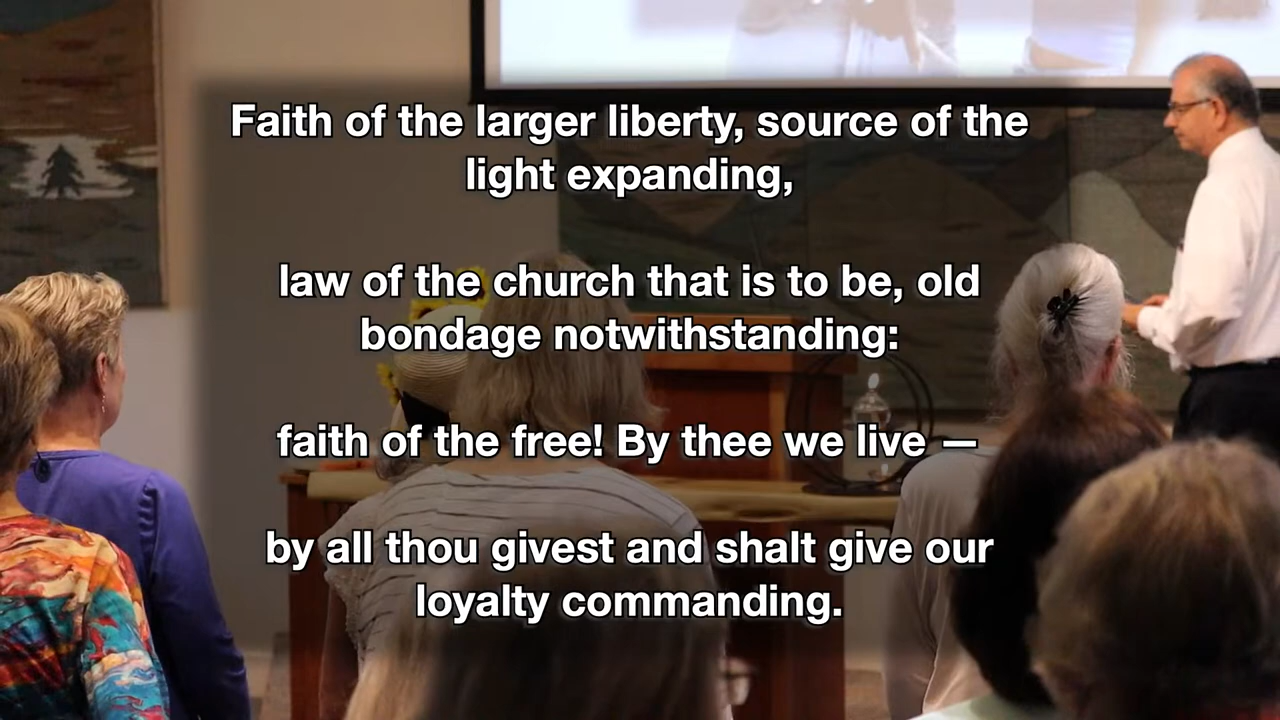 Faith of the larger liberty, source of the
light expanding,
law of the church that is to be, old
bondage notwithstanding:
faith of the free! By thee we live —
by all thou givest and shalt give our
loyalty commanding.